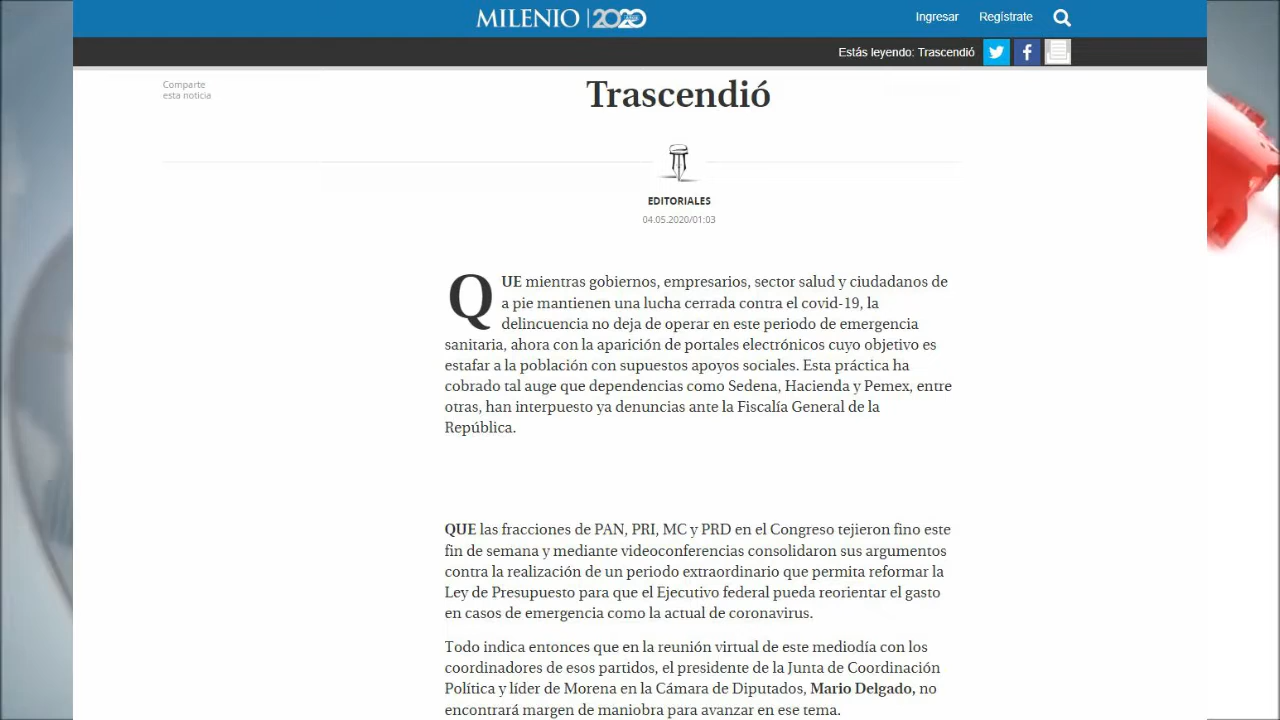 MILENIO | 2020
Ingresar Regístrate
Estás leyendo: Trascendió
Comparte
esta noticia
Trascendió
EDITORIALES
04.05.2020/01:03
QUE mientras gobiernos, empresarios, sector salud y ciudadanos de
a pie mantienen una lucha cerrada contra el covid-19, la
delincuencia no deja de operar en este periodo de emergencia
sanitaria, ahora con la aparición de portales electrónicos cuyo objetivo es
estafar a la población con supuestos apoyos sociales. Esta práctica ha
cobrado tal auge que dependencias como Sedena, Hacienda y Pemex, entre
otras, han interpuesto ya denuncias ante la Fiscalía General de la
República.
QUE las fracciones de PAN, PRI, MC y PRD en el Congreso tejieron fino este
fin de semana y mediante videoconferencias consolidaron sus argumentos
contra la realización de un periodo extraordinario que permita reformar la
Ley de Presupuesto para que el Ejecutivo federal pueda reorientar el gasto
en casos de emergencia como la actual de coronavirus.
Todo indica entonces que en la reunión virtual de este mediodía con los
coordinadores de esos partidos, el presidente de la Junta de Coordinación
Política y líder de Morena en la Cámara de Diputados, Mario Delgado, no
encontrará margen de maniobra para avanzar en ese tema.